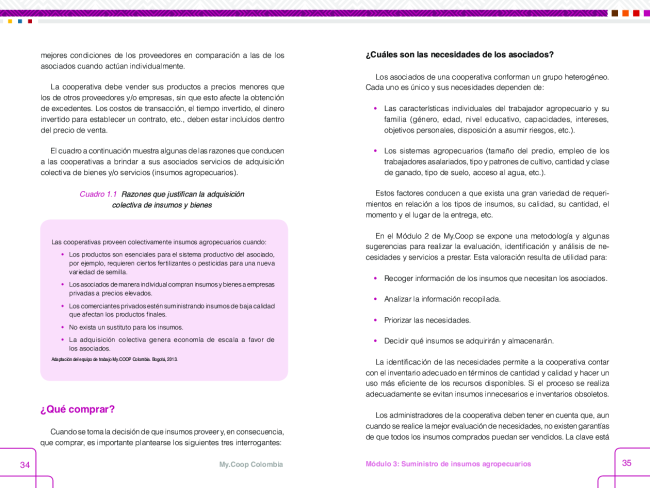 mejores condiciones de los proveedores en comparación a las de los
asociados cuando actúan individualmente.
La cooperativa debe vender sus productos a precios menores que
los de otros proveedores y/o empresas, sin que esto afecte la obtención
de excedentes. Los costos de transacción, el tiempo invertido, el dinero
invertido para establecer un contrato, etc., deben estar incluidos dentro
del precio de venta.
El cuadro a continuación muestra algunas de las razones que conducen
a las cooperativas a brindar a sus asociados servicios de adquisición
colectiva de bienes y/o servicios (insumos agropecuarios).
Cuadro 1.1 Razones que justifican la adquisición
colectiva de insumos y bienes
Las cooperativas proveen colectivamente insumos agropecuarios cuando:
• Los productos son esenciales para el sistema productivo del asociado,
por ejemplo, requieren ciertos fertilizantes o pesticidas para una nueva
variedad de semilla.
• Los asociados de manera individual compran insumos y bienes a empresas
privadas a precios elevados.
• Los comerciantes privados estén suministrando insumos de baja calidad
que afectan los productos finales.
• No exista un sustituto para los insumos.
• La adquisición colectiva genera economía de escala a favor de
los asociados.
Adaptación del equipo de trabajo My.COOP Colombia. Bogotá, 2013.
¿Qué comprar?
Cuando se toma la decisión de que insumos proveer y, en consecuencia,
que comprar, es importante plantearse los siguientes tres interrogantes:
34
My.Coop Colombia
¿Cuáles son las necesidades de los asociados?
Los asociados de una cooperativa conforman un grupo heterogéneo.
Cada uno es único y sus necesidades dependen de:
• Las características individuales del trabajador agropecuario y su
familia (género, edad, nivel educativo, capacidades, intereses,
objetivos personales, disposición a asumir riesgos, etc.).
• Los sistemas agropecuarios (tamaño del predio, empleo de los
trabajadores asalariados, tipo y patrones de cultivo, cantidad y clase
de ganado, tipo de suelo, acceso al agua, etc.).
Estos factores conducen a que exista una gran variedad de requeri-
mientos en relación a los tipos de insumos, su calidad, su cantidad, el
momento y el lugar de la entrega, etc.
En el Módulo 2 de My.Coop se expone una metodología y algunas
sugerencias para realizar la evaluación, identificación y análisis de ne-
cesidades y servicios a prestar. Esta valoración resulta de utilidad para:
• Recoger información de los insumos que necesitan los asociados.
• Analizar la información recopilada.
• Priorizar las necesidades.
• Decidir qué insumos se adquirirán y almacenarán.
La identificación de las necesidades permite a la cooperativa contar
con el inventario adecuado en términos de cantidad y calidad y hacer un
uso más eficiente de los recursos disponibles. Si el proceso se realiza
adecuadamente se evitan insumos innecesarios e inventarios obsoletos.
Los administradores de la cooperativa deben tener en cuenta que, aun
cuando se realice la mejor evaluación de necesidades, no existen garantías
de que todos los insumos comprados puedan ser vendidos. La clave está
Módulo 3: Suministro de insumos agropecuarios
35